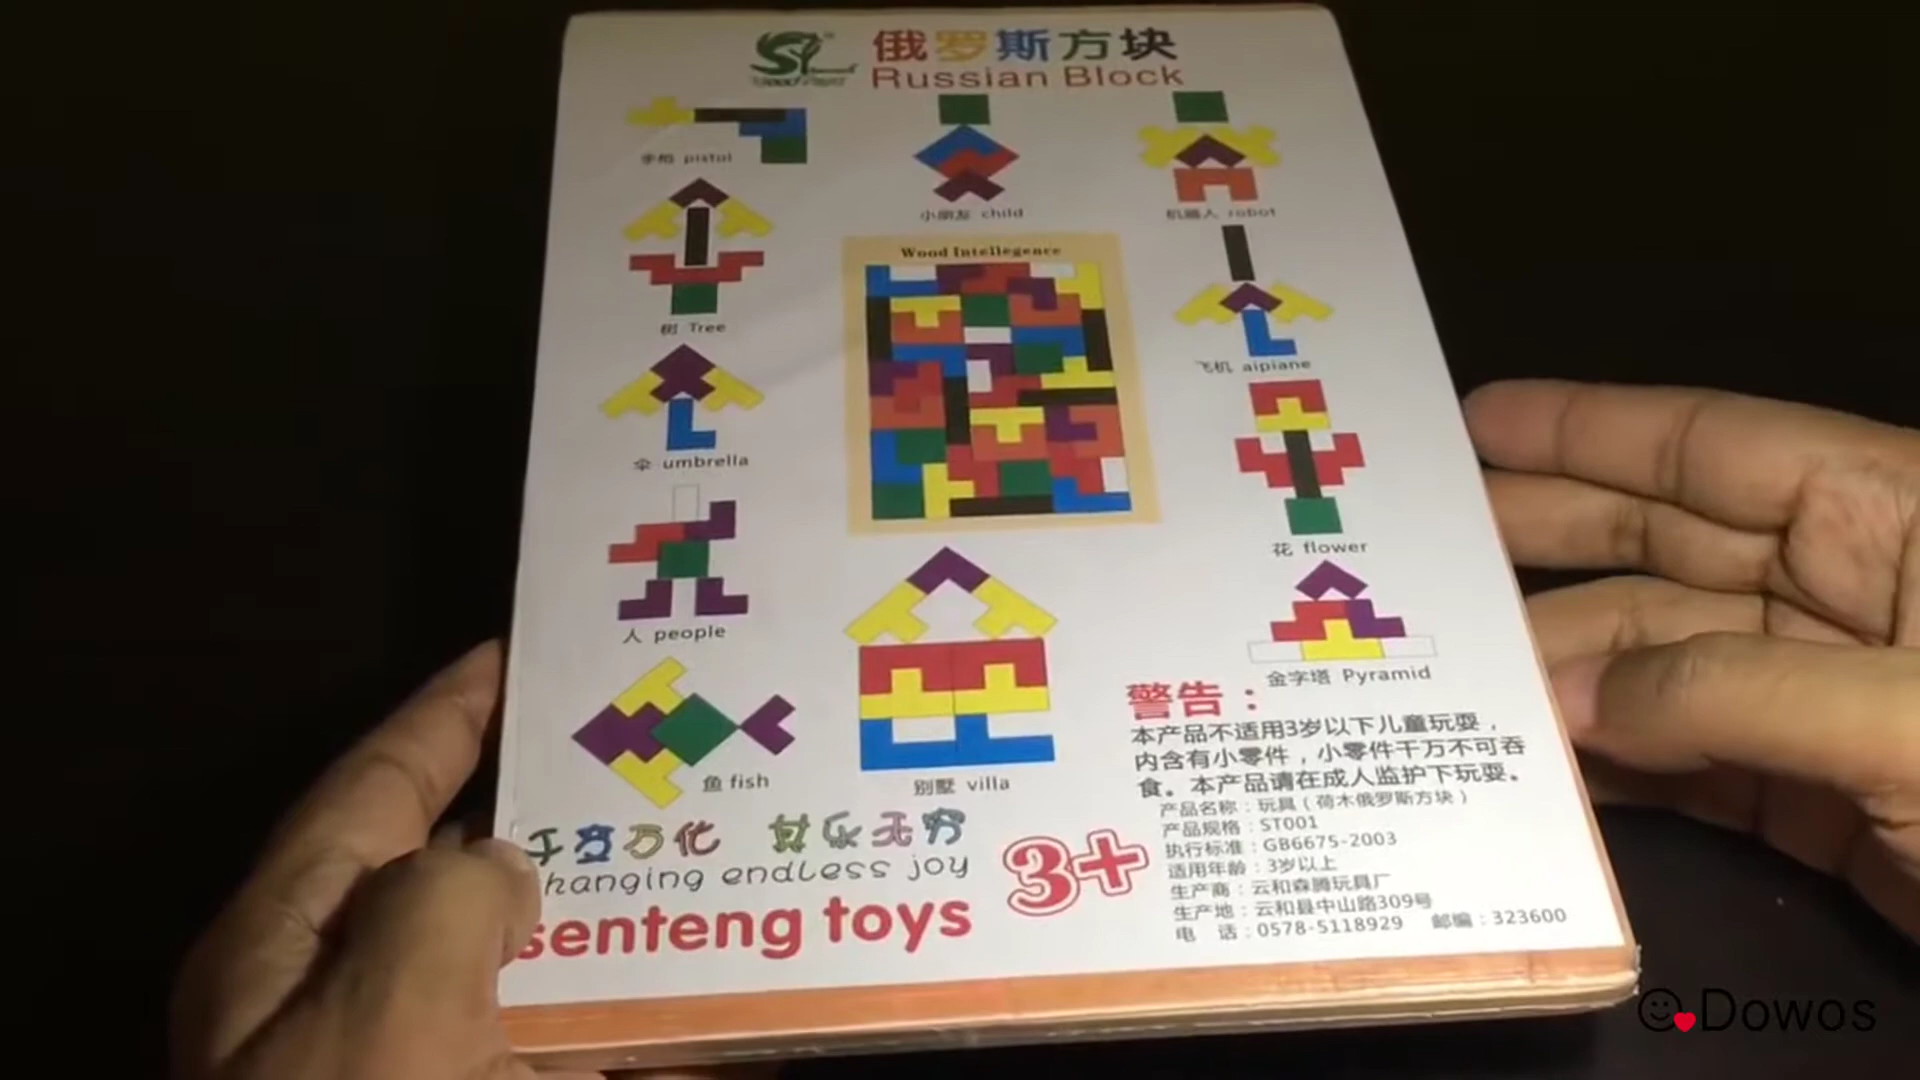 俄罗斯方块
Russian Block
手枪 pistol
小朋友 child
机器人 robot
Wood Intellegence
树 Tree
飞机 aipiane
伞 umbrella
花 flower
人 people
金字塔 Pyramid
鱼 fish
别墅 villa
警告：
本产品不适用3岁以下儿童玩耍，
内含有小零件，小零件千万不可吞
食。本产品请在成人监护下玩耍。
产品名称：玩具（荷木俄罗斯方块）
产品规格：ST001
执行标准：GB6675-2003
适用年龄：3岁以上
生产商：云和森腾玩具厂
生产地：云和县中山路309号
电 话：0578-5118929 邮编：323600
千变万化 其乐无穷
hanging endless joy
senteng toys
3+
Dowos